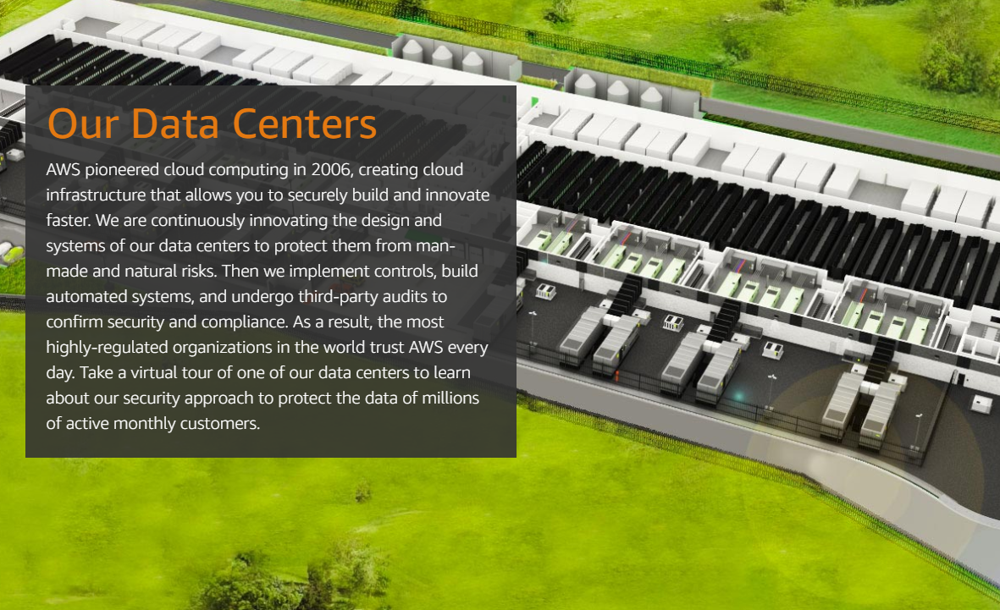 Our Data Centers
AWS pioneered cloud computing in 2006, creating cloud
infrastructure that allows you to securely build and innovate
faster. We are continuously innovating the design and
systems of our data centers to protect them from man-
made and natural risks. Then we implement controls, build
automated systems, and undergo third-party audits to
confirm security and compliance. As a result, the most
highly-regulated organizations in the world trust AWS every
day. Take a virtual tour of one of our data centers to learn
about our security approach to protect the data of millions
of active monthly customers.